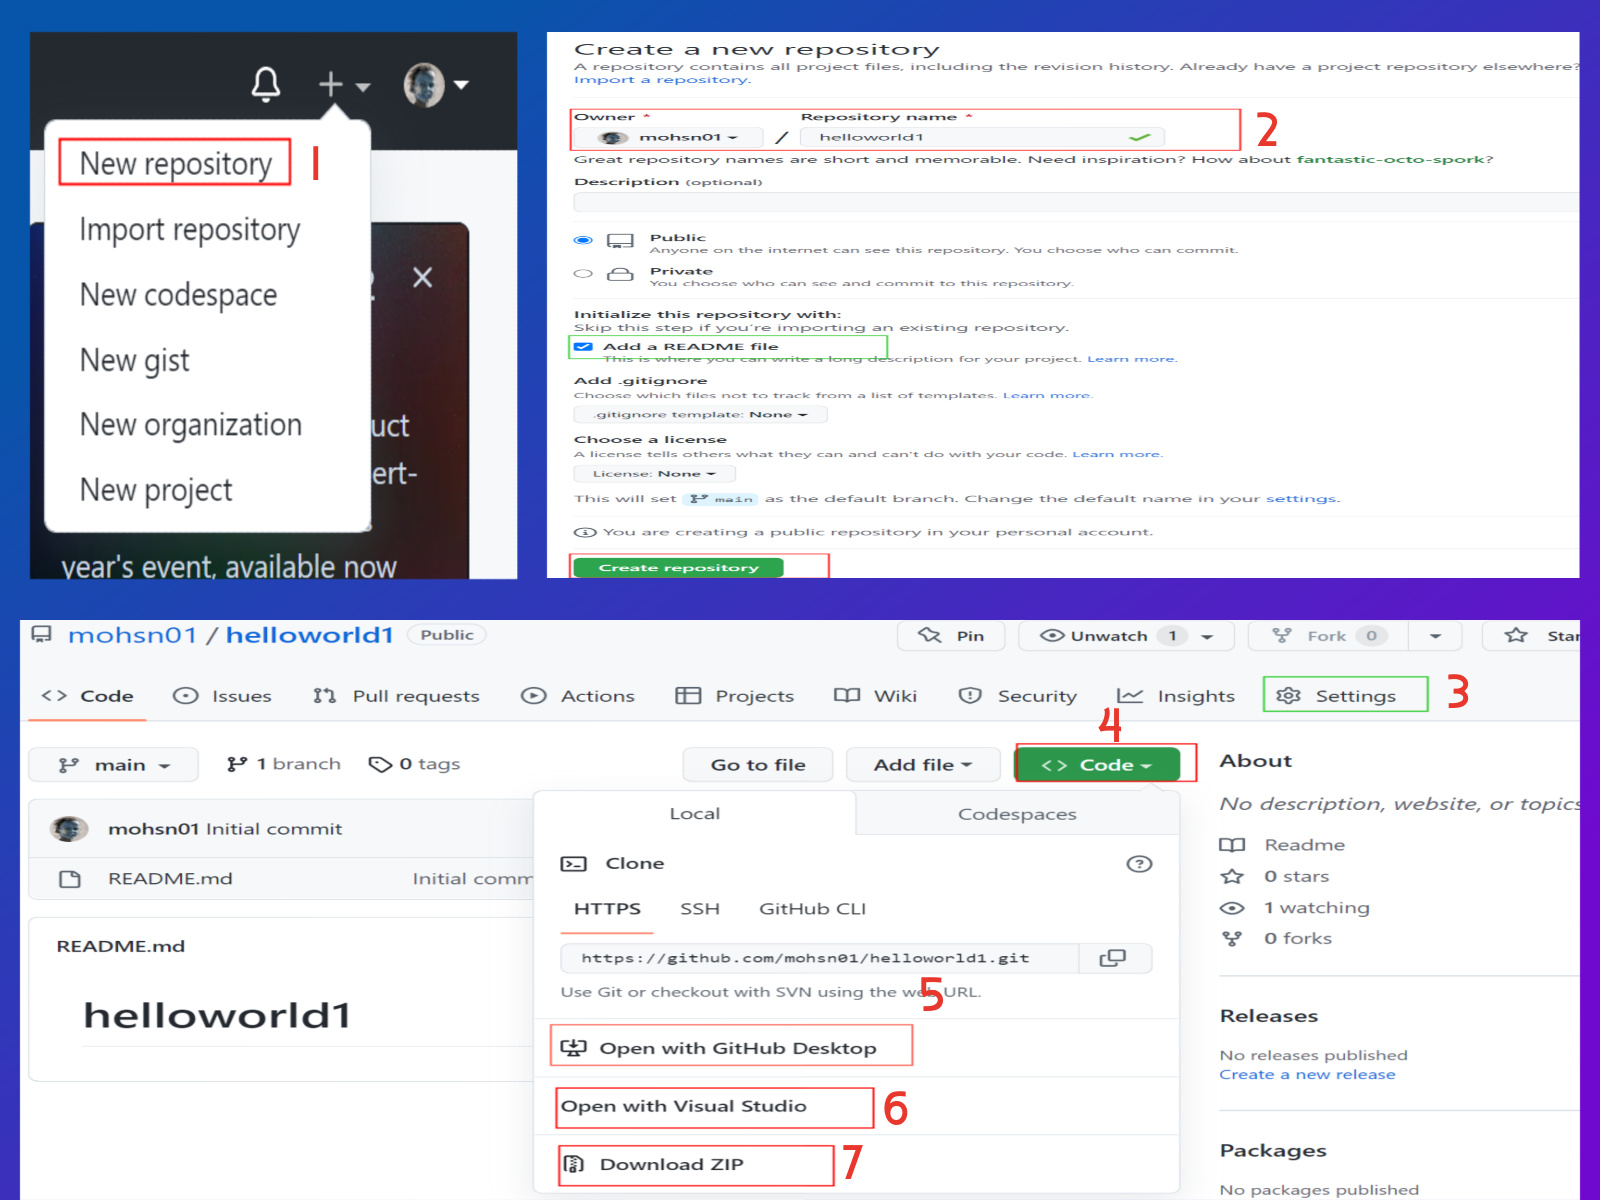 New repository
1
Import repository
New codespace
New gist
New organization
New project
uct
ert-
year's event, available now
Create a new repository
A repository contains all project files, including the revision history. Already have a project repository elsewhere?
Import a repository.
Owner * Repository name *
2
mohsn01 / helloworld1
Great repository names are short and memorable. Need inspiration? How about fantastic-octo-spork?
Description (optional)
Public
Anyone on the internet can see this repository. You choose who can commit.
Private
You choose who can see and commit to this repository.
Initialize this repository with:
Skip this step if you're importing an existing repository.
Add a README file
This is where you can write a long description for your project. Learn more.
Add .gitignore
Choose which files not to track from a list of templates. Learn more.
.gitignore template: None
Choose a license
A license tells others what they can and can't do with your code. Learn more.
License: None
This will set main as the default branch. Change the default name in your settings.
You are creating a public repository in your personal account.
Create repository
mohsn01 / helloworld1 Public Pin Unwatch 1 Fork 0 Star
<> Code Issues Pull requests Actions Projects Wiki Security Insights Settings 3
4
main 1 branch 0 tags Go to file Add file <> Code
mohsn01 Initial commit
README.md Initial comm
README.md
helloworld1
Local Codespaces
Clone
HTTPS SSH GitHub CLI
https://github.com/mohsn01/helloworld1.git
Use Git or checkout with SVN using the web URL.
5
Open with GitHub Desktop
Open with Visual Studio 6
Download ZIP 7
About
No description, website, or topics
Readme
0 stars
1 watching
0 forks
Releases
No releases published
Create a new release
Packages
No packages published